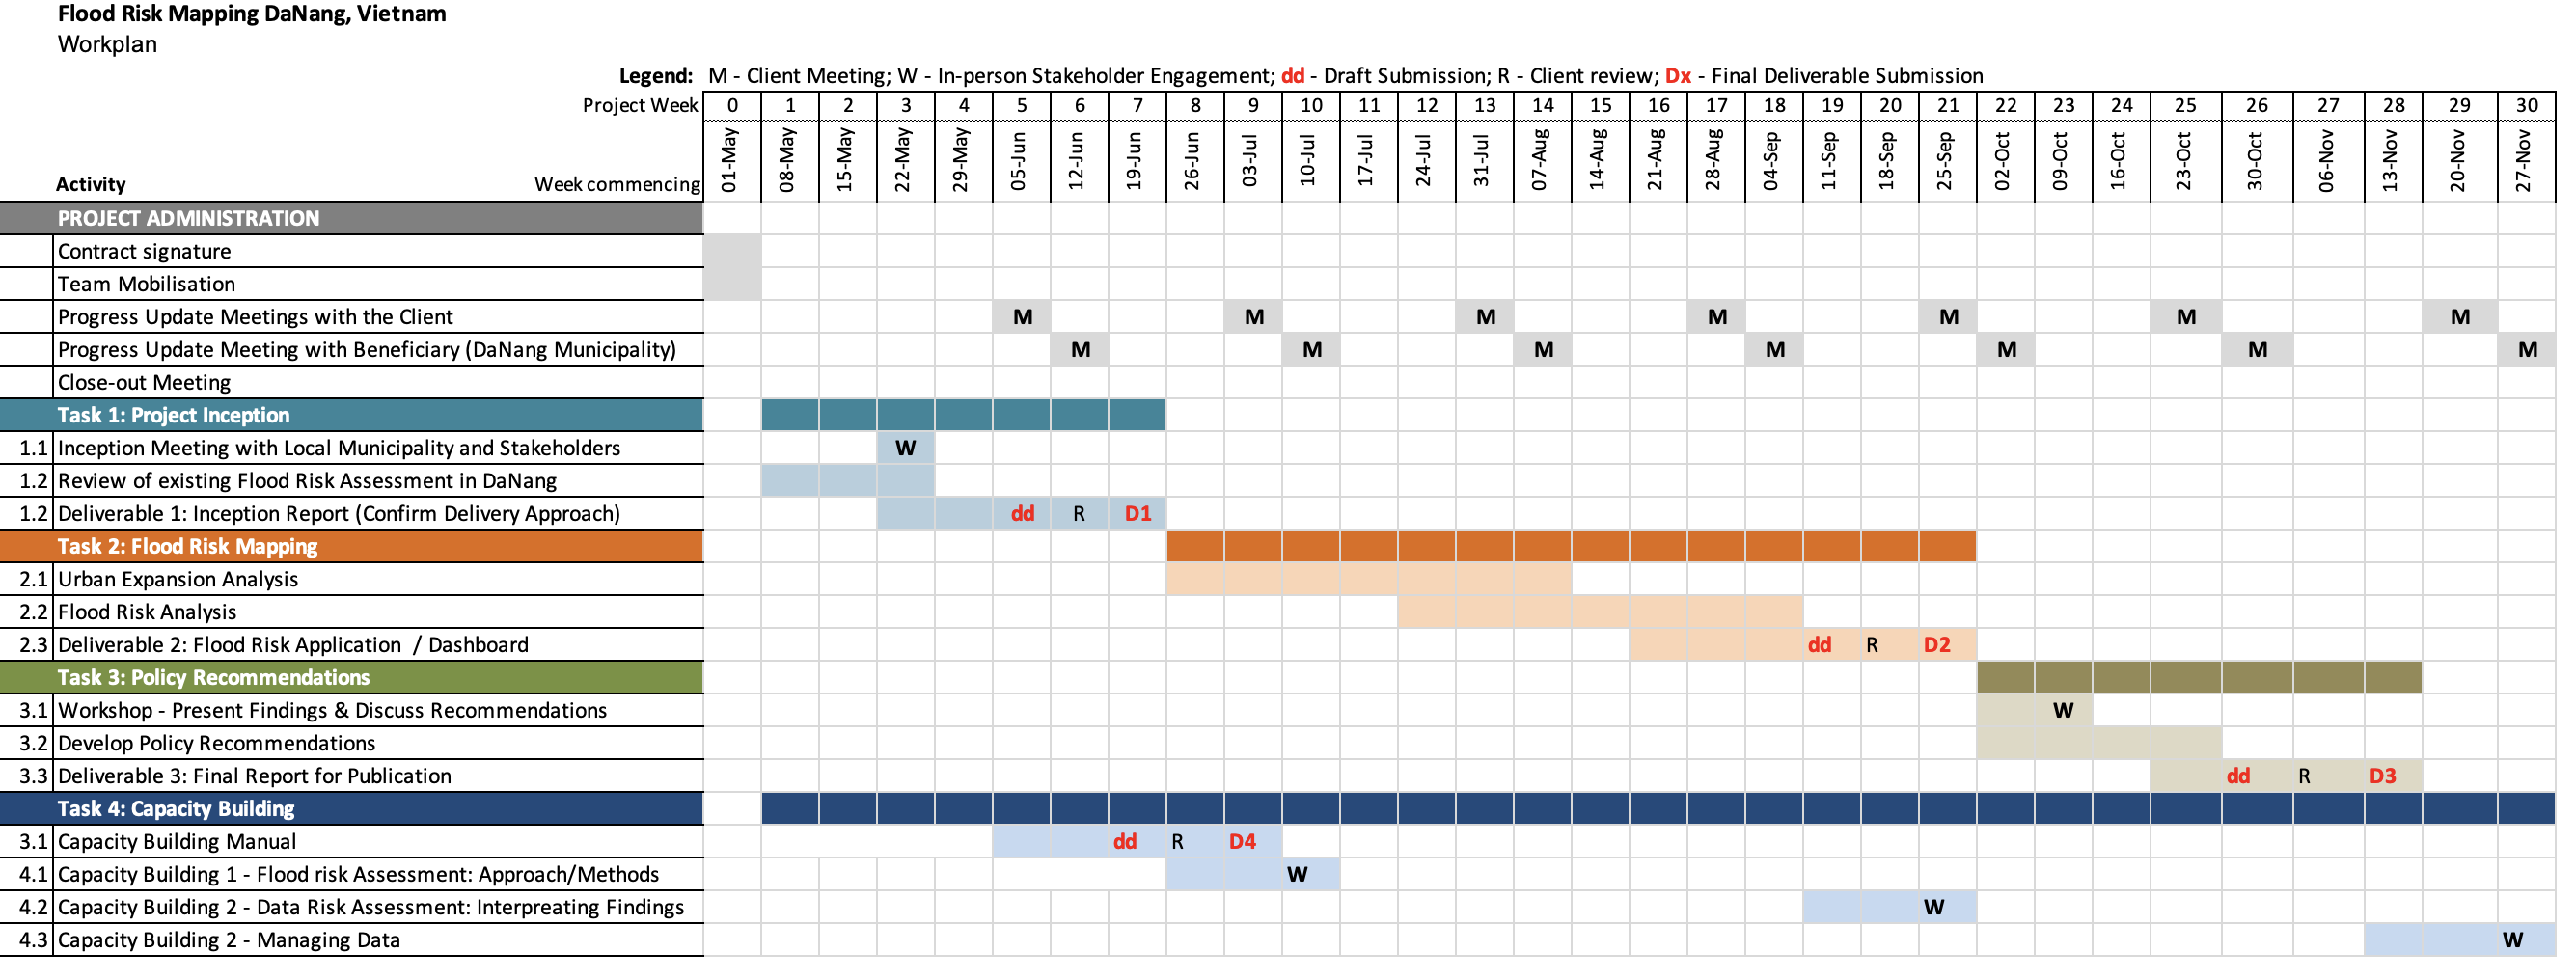 Flood Risk Mapping DaNang, Vietnam
Workplan
Legend: M - Client Meeting; W - In-person Stakeholder Engagement; dd - Draft Submission; R - Client review; Dx - Final Deliverable Submission
Project Week 0 1 2 3 4 5 6 7 8 9 10 11 12 13 14 15 16 17 18 19 20 21 22 23 24 25 26 27 28 29 30
Activity Week commencing 01-May 08-May 15-May 22-May 29-May 05-Jun 12-Jun 19-Jun 26-Jun 03-Jul 10-Jul 17-Jul 24-Jul 31-Jul 07-Aug 14-Aug 21-Aug 28-Aug 04-Sep 11-Sep 18-Sep 25-Sep 02-Oct 09-Oct 16-Oct 23-Oct 30-Oct 06-Nov 13-Nov 20-Nov 27-Nov
PROJECT ADMINISTRATION
Contract signature
Team Mobilisation
Progress Update Meetings with the Client M M M M M M M
Progress Update Meeting with Beneficiary (DaNang Municipality) M M M M M M M
Close-out Meeting
Task 1: Project Inception
1.1 Inception Meeting with Local Municipality and Stakeholders W
1.2 Review of existing Flood Risk Assessment in DaNang
1.2 Deliverable 1: Inception Report (Confirm Delivery Approach) dd R D1
Task 2: Flood Risk Mapping
2.1 Urban Expansion Analysis
2.2 Flood Risk Analysis
2.3 Deliverable 2: Flood Risk Application / Dashboard dd R D2
Task 3: Policy Recommendations
3.1 Workshop - Present Findings & Discuss Recommendations W
3.2 Develop Policy Recommendations
3.3 Deliverable 3: Final Report for Publication dd R D3
Task 4: Capacity Building
3.1 Capacity Building Manual dd R D4
4.1 Capacity Building 1 - Flood risk Assessment: Approach/Methods W
4.2 Capacity Building 2 - Data Risk Assessment: Interpreating Findings W
4.3 Capacity Building 2 - Managing Data W